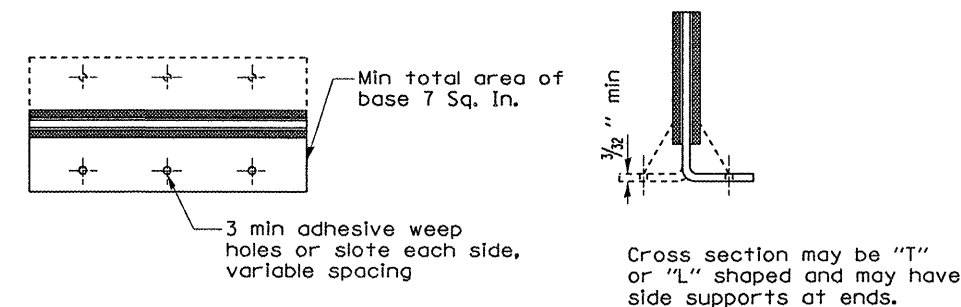 Min total area of
base 7 Sq. In.
3 min adhesive weep
holes or slote each side,
variable spacing
3/32 " min
Cross section may be "T"
or "L" shaped and may have
side supports at ends.